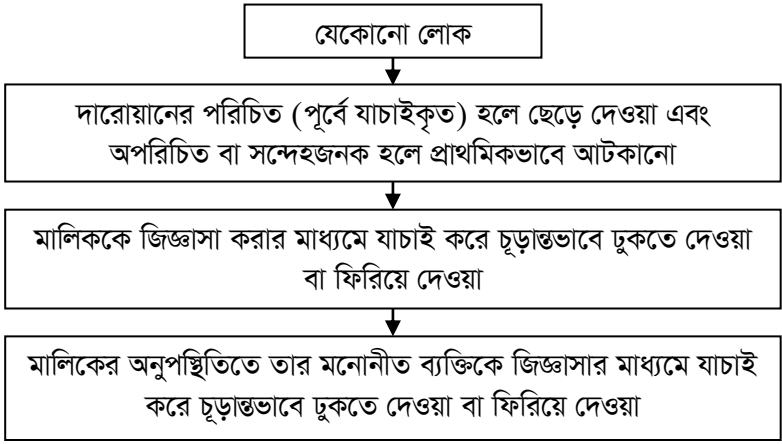 যেকোনো লোক
দারোয়ানের পরিচিত (পূর্বে যাচাইকৃত) হলে ছেড়ে দেওয়া এবং
অপরিচিত বা সন্দেহজনক হলে প্রাথমিকভাবে আটকানো
মালিককে জিজ্ঞাসা করার মাধ্যমে যাচাই করে চূড়ান্তভাবে ঢুকতে দেওয়া
বা ফিরিয়ে দেওয়া
মালিকের অনুপস্থিতিতে তার মনোনীত ব্যক্তিকে জিজ্ঞাসার মাধ্যমে যাচাই
করে চূড়ান্তভাবে ঢুকতে দেওয়া বা ফিরিয়ে দেওয়া